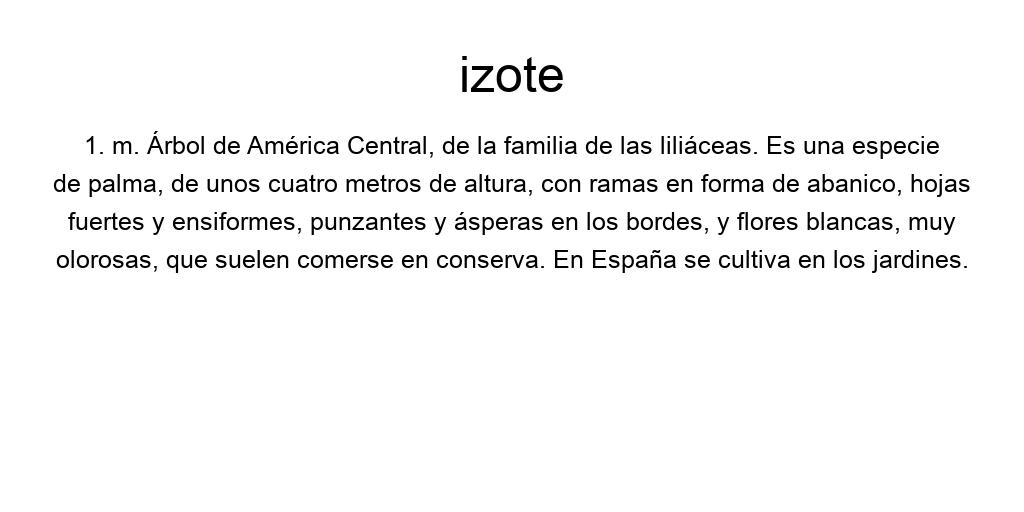 izote
1. m. Árbol de América Central, de la familia de las liliáceas. Es una especie
de palma, de unos cuatro metros de altura, con ramas en forma de abanico, hojas
fuertes y ensiformes, punzantes y ásperas en los bordes, y flores blancas, muy
olorosas, que suelen comerse en conserva. En España se cultiva en los jardines.